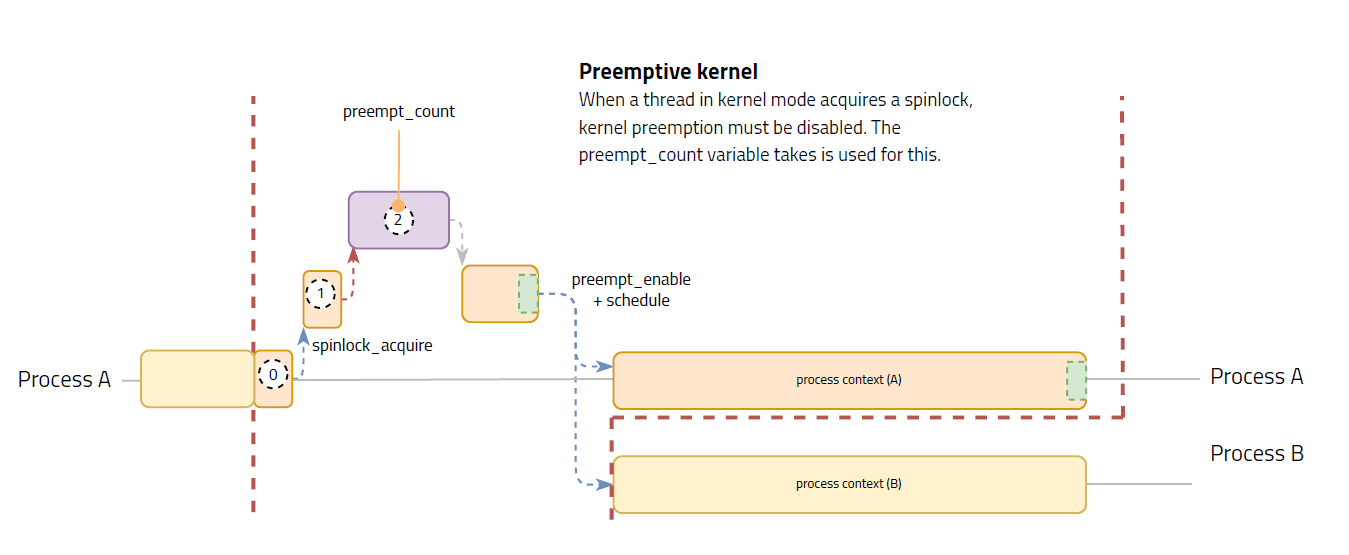 Preemptive kernel
When a thread in kernel mode acquires a spinlock,
kernel preemption must be disabled. The
preempt_count variable takes is used for this.
preempt_count
2
1
preempt_enable
+ schedule
spinlock_acquire
Process A
0
process context (A)
Process A
Process B
process context (B)